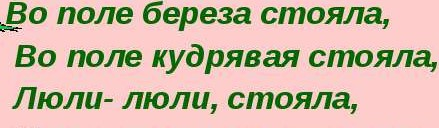 Во поле береза стояла,
Во поле кудрявая стояла,
Люли- люли, стояла,